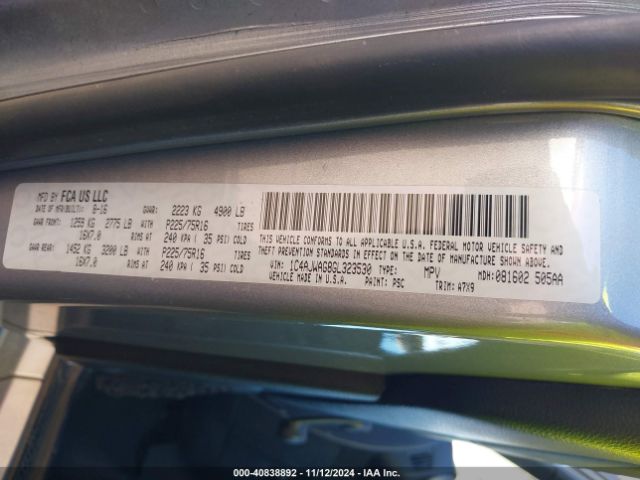 MFD BY FCA US LLC
DATE OF MFR/BUILT: 8-16 GVWR: 2223 KG 4900 LB
GAWR FRONT: 1259 KG 2775 LB P225/75R16 TIRES
16X7.0 RIMS AT 240 KPA ( 35 PSI) COLD
GAWR REAR: 1452 KG 3200 LB P225/75R16 TIRES
16X7.0 RIMS AT 240 KPA ( 35 PSI) COLD
THIS VEHICLE CONFORMS TO ALL APPLICABLE U.S.A. FEDERAL MOTOR VEHICLE SAFETY AND
THEFT PREVENTION STANDARDS IN EFFECT ON THE DATE OF MANUFACTURE SHOWN ABOVE.
VIN: 1C4AJWAG8GL323530 TYPE: MPV MDH: 081602 505AA
VEHICLE MADE IN U.S.A. PAINT: PSC TRIM: A7X9
00-40838892 - 11/12/2024 - IAA Inc.